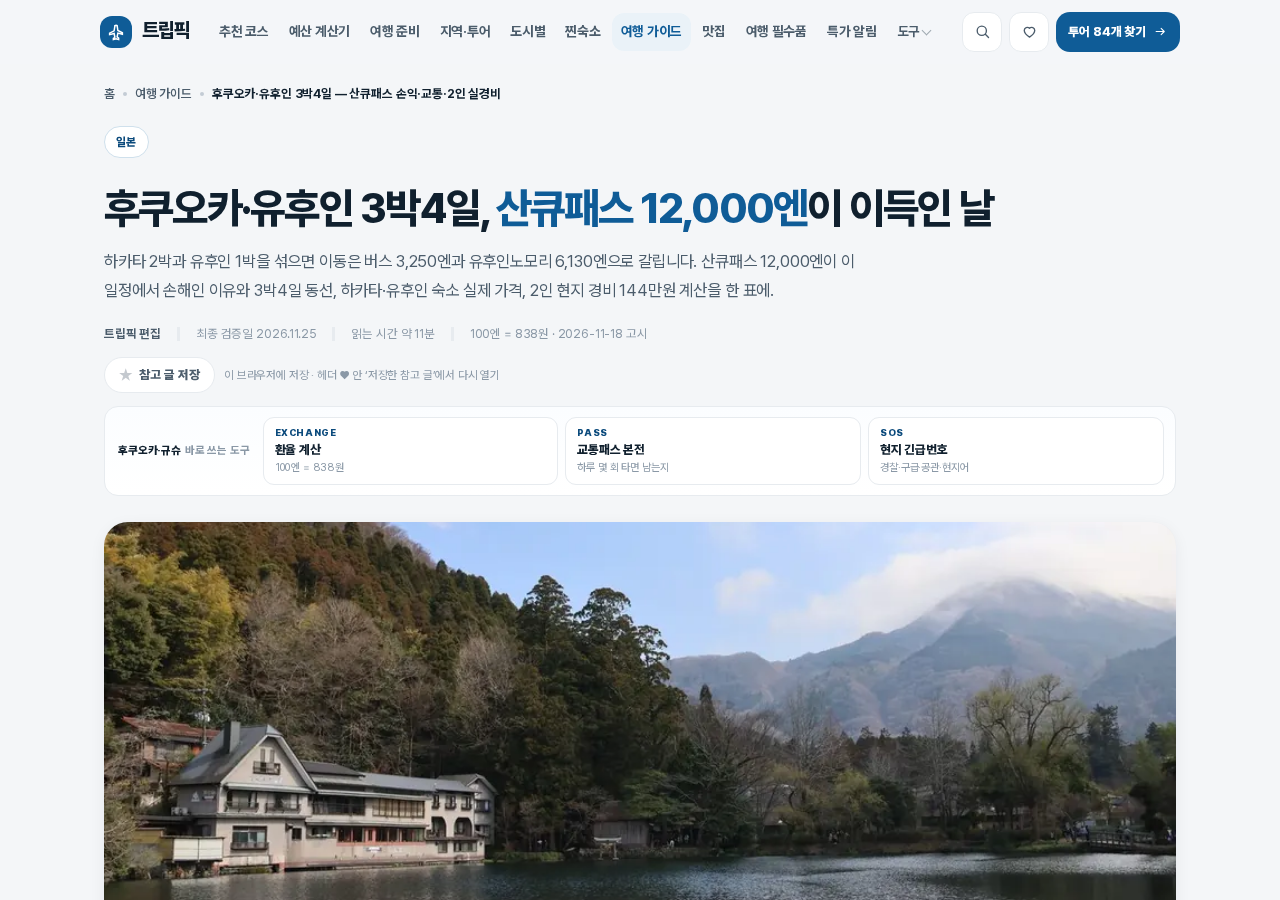 트립픽
추천 코스 예산 계산기 여행 준비 지역·투어 도시별 찐숙소 여행 가이드 맛집 여행 필수품 특가 알림 도구 투어 84개 찾기 →
홈 • 여행 가이드 • 후쿠오카·유후인 3박4일 — 산큐패스 손익·교통·2인 실경비
일본
후쿠오카·유후인 3박4일, 산큐패스 12,000엔이 이득인 날
하카타 2박과 유후인 1박을 섞으면 이동은 버스 3,250엔과 유후인노모리 6,130엔으로 갈립니다. 산큐패스 12,000엔이 이
일정에서 손해인 이유와 3박4일 동선, 하카타·유후인 숙소 실제 가격, 2인 현지 경비 144만원 계산을 한 표에.
트립픽 편집 최종 검증일 2026.11.25 읽는 시간 약 11분 100엔 = 838원 · 2026-11-18 고시
★ 참고 글 저장 이 브라우저에 저장 · 헤더 ♥ 안 '저장한 참고 글'에서 다시 열기
후쿠오카·규슈 바로 쓰는 도구
EXCHANGE
환율 계산
100엔 = 838원
PASS
교통패스 본전
하루 몇 회 타면 남는지
SOS
현지 긴급번호
경찰·구급·공관·현지어